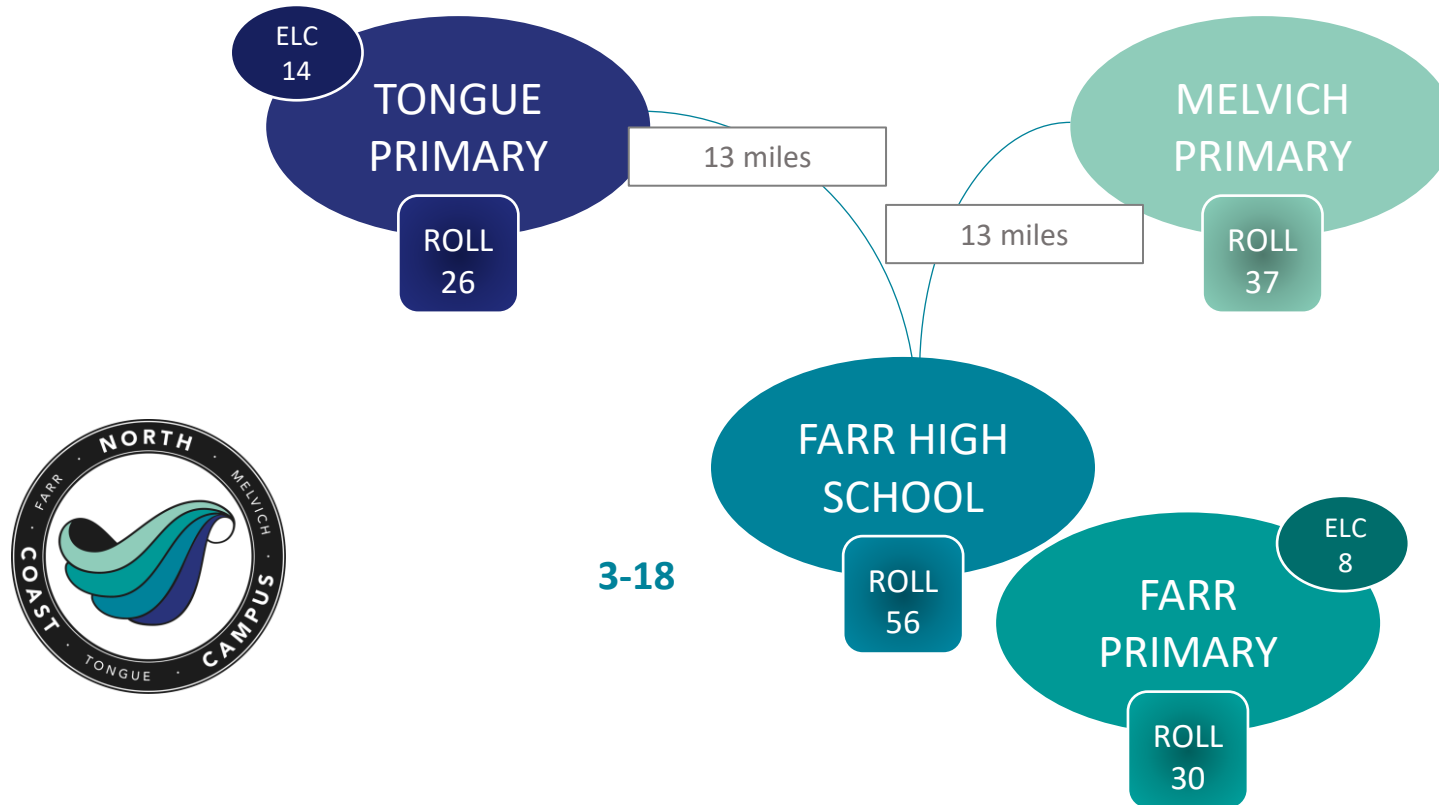 ELC
14
TONGUE
PRIMARY
ROLL
26
13 miles
MELVICH
PRIMARY
ROLL
37
13 miles
FARR HIGH
SCHOOL
ROLL
56
3-18
ELC
8
FARR
PRIMARY
ROLL
30
NORTH
COAST
CAMPUS
· FARR ·
· MELVICH ·
· TONGUE ·